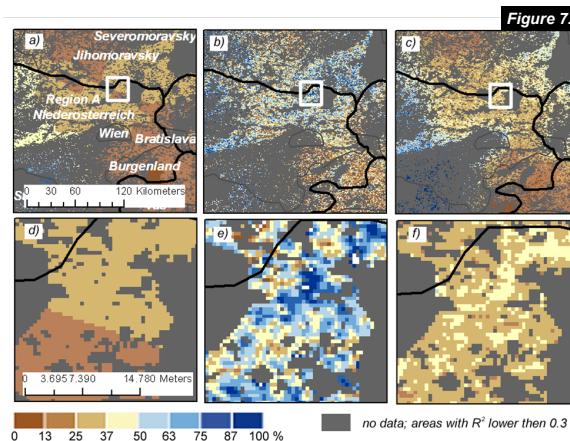 Figure 7.
a)
Severomoravsky
Jihomoravsky
Region A
Niederosterreich
Wien
Bratislava
Burgenland
0 30 60 120 Kilometers
b)
c)
d)
0 3.6957.390 14.780 Meters
e)
f)
0 13 25 37 50 63 75 87 100 %
no data; areas with R² lower then 0.3